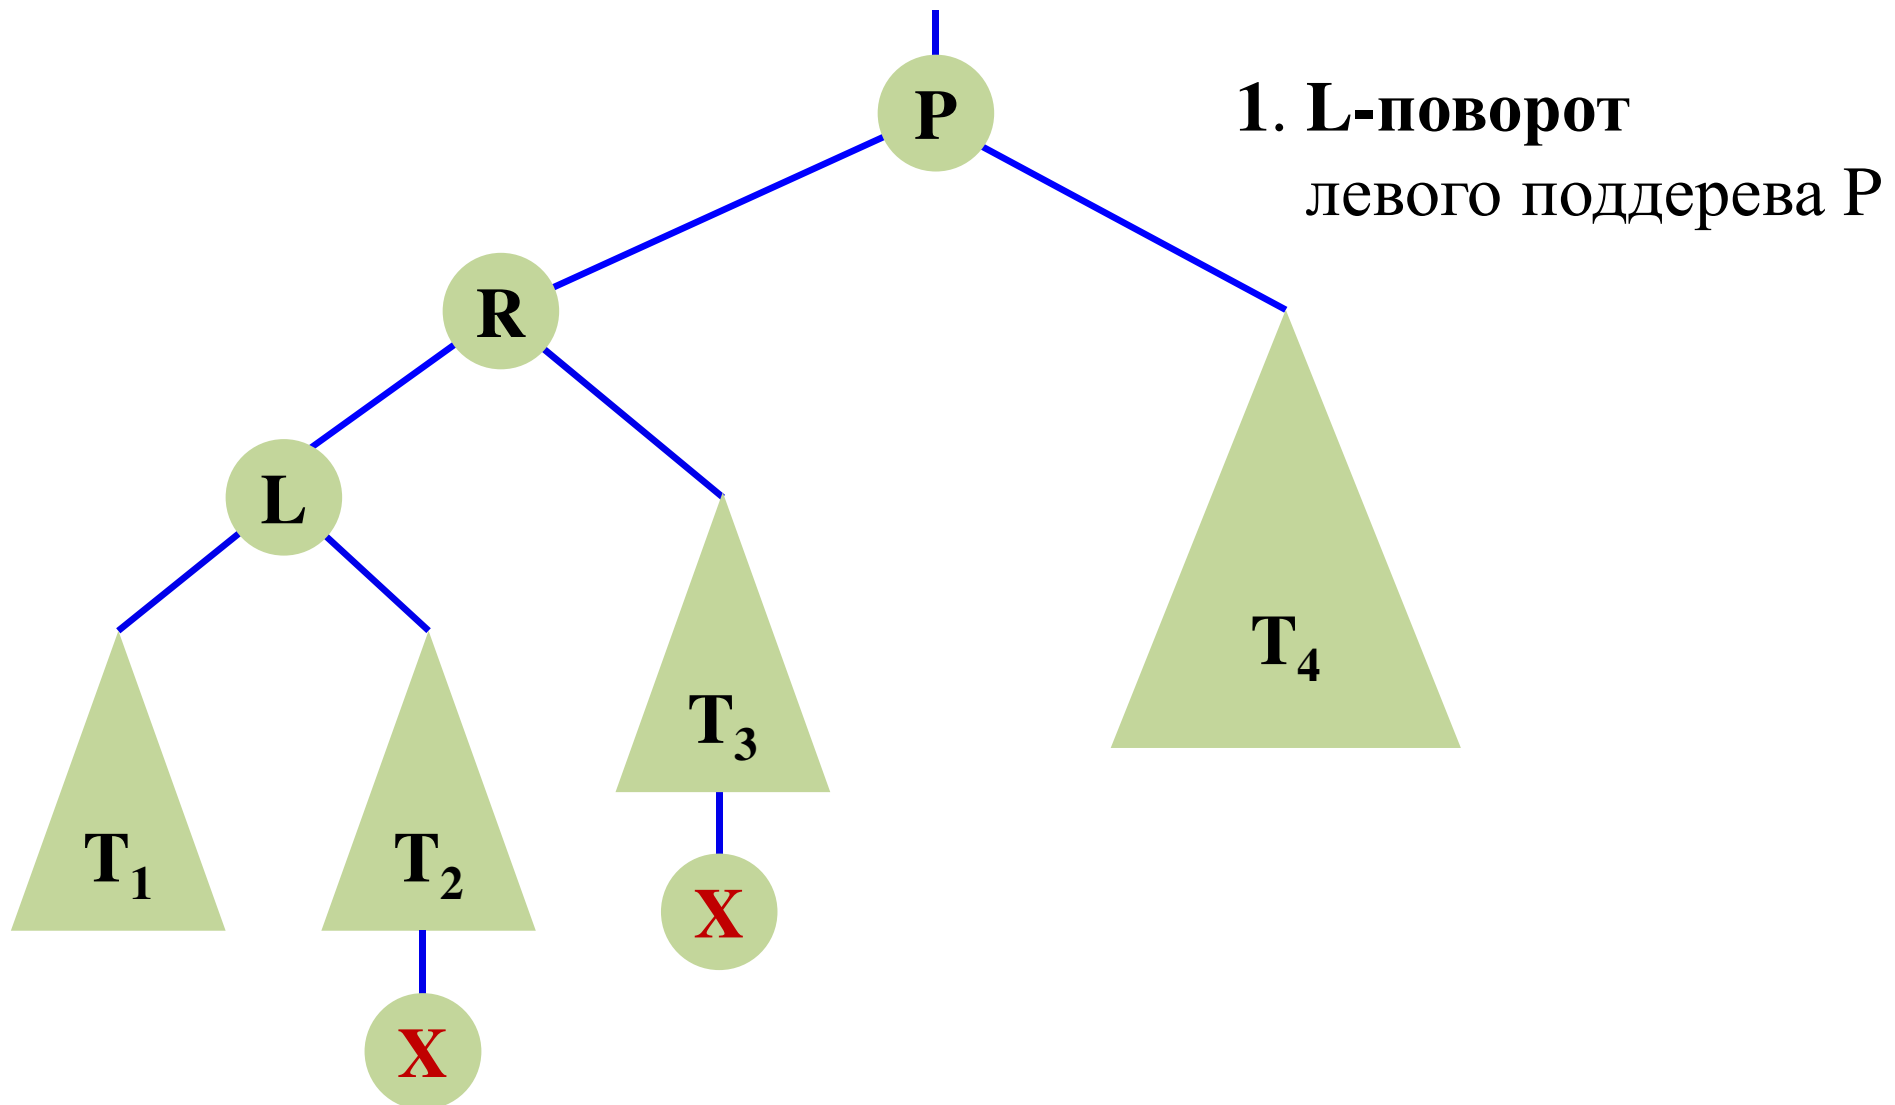 P
1. L-поворот
левого поддерева P
R
L
T₃
T₄
T₁
T₂
X
X